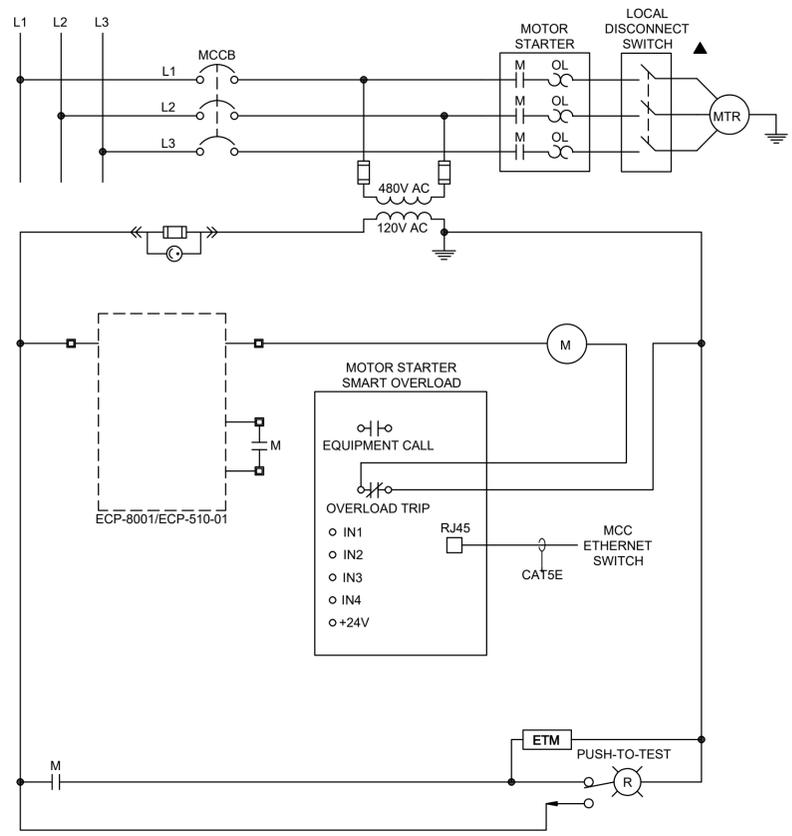 L1 L2 L3
MCCB
MOTOR
STARTER
LOCAL
DISCONNECT
SWITCH
L1
M OL
L2
M OL
MTR
L3
M OL
480V AC
120V AC
M
MOTOR STARTER
SMART OVERLOAD
EQUIPMENT CALL
M
OVERLOAD TRIP
ECP-8001/ECP-510-01
IN1
IN2
IN3
IN4
+24V
RJ45
CAT5E
MCC
ETHERNET
SWITCH
ETM
PUSH-TO-TEST
M
R